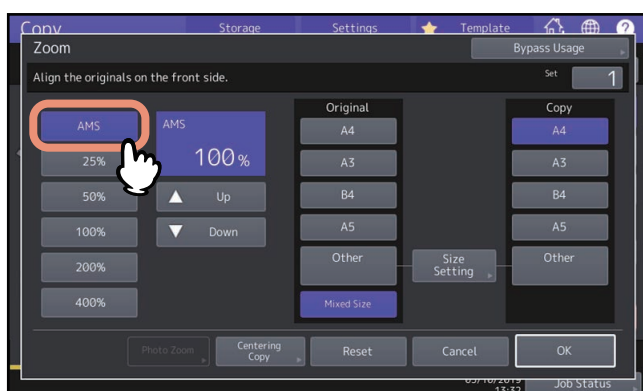 Copy Storage Settings Template
Zoom Bypass Usage
Align the originals on the front side. Set 1
Original Copy
AMS AMS A4 A4
25% 100 % A3 A3
50% Up B4 B4
100% Down A5 A5
200% Other Size Setting Other
400% Mixed Size
Photo Zoom Centering Copy Reset Cancel OK
13:32 Job Status